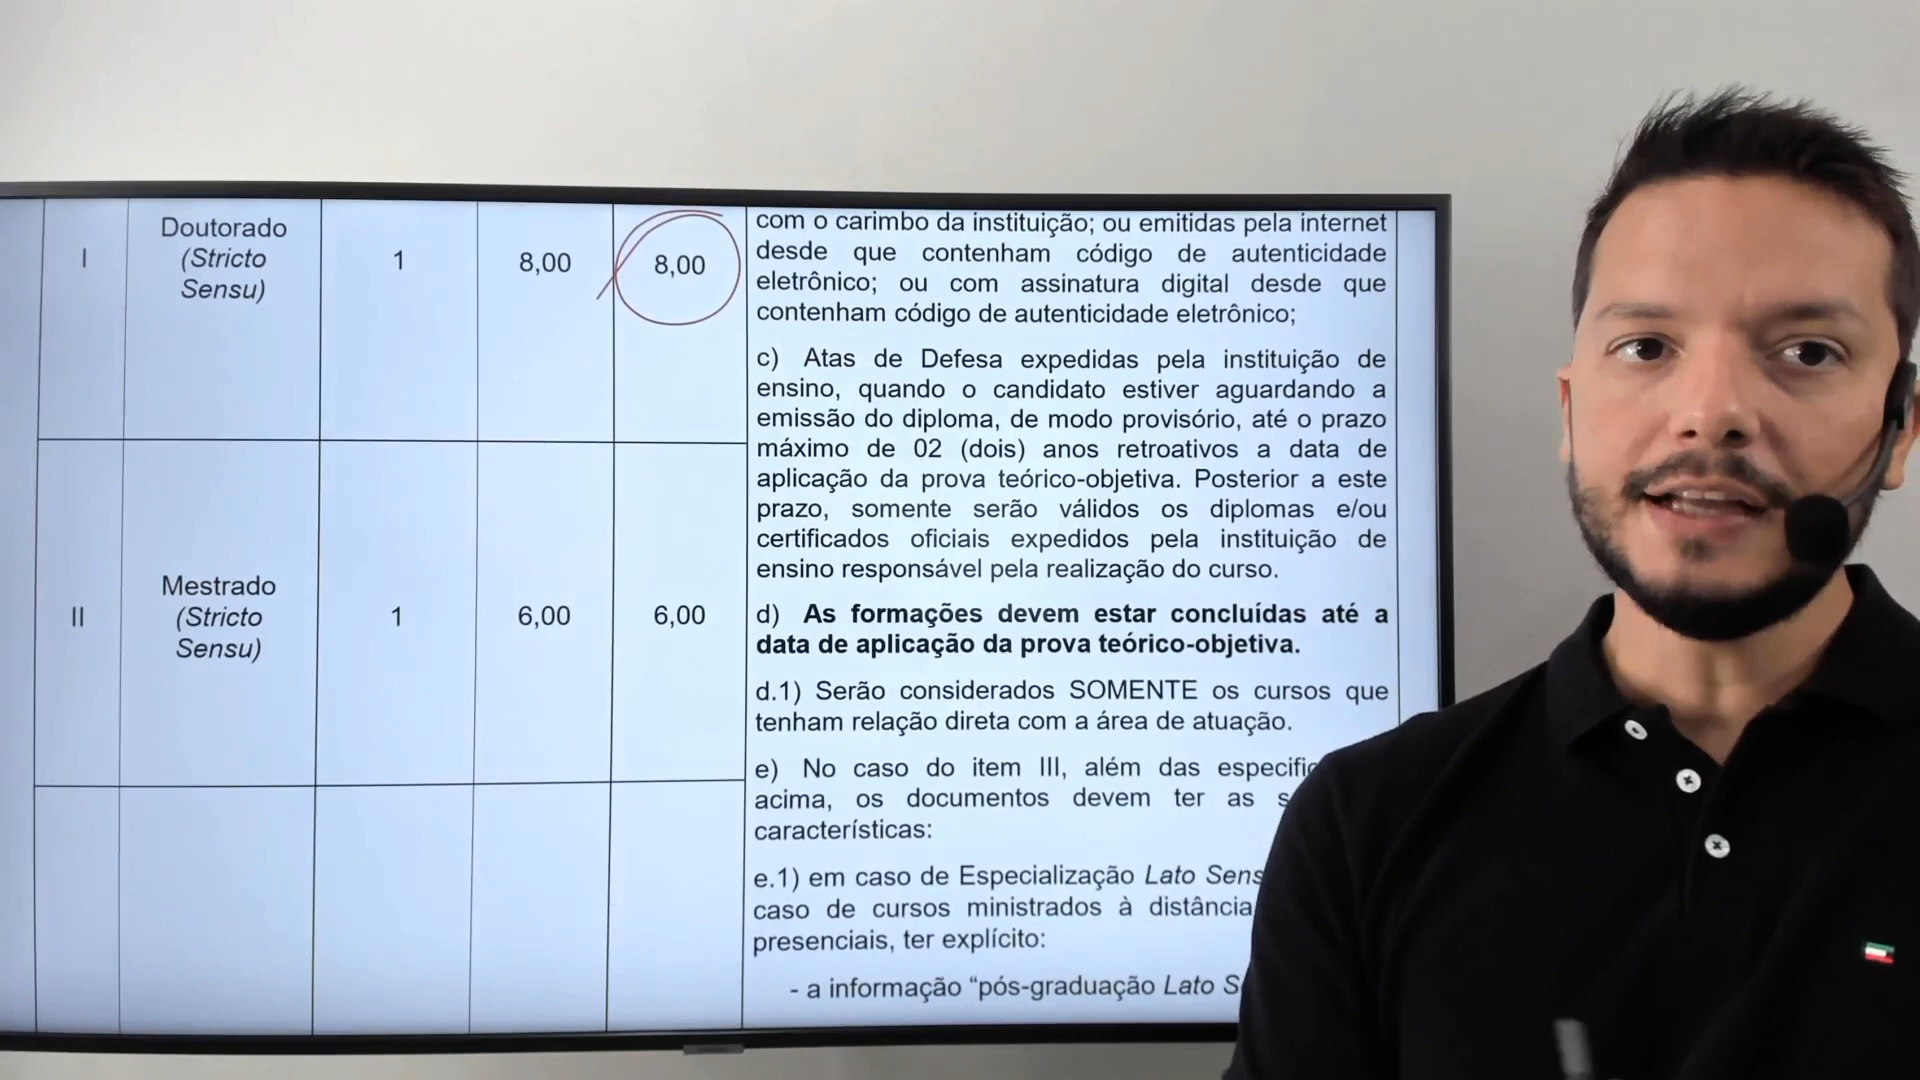 I
Doutorado
(Stricto
Sensu)
1
8,00
8,00
II
Mestrado
(Stricto
Sensu)
1
6,00
6,00
com o carimbo da instituição; ou emitidas pela internet
desde que contenham código de autenticidade
eletrônico; ou com assinatura digital desde que
contenham código de autenticidade eletrônico;
c) Atas de Defesa expedidas pela instituição de
ensino, quando o candidato estiver aguardando a
emissão do diploma, de modo provisório, até o prazo
máximo de 02 (dois) anos retroativos a data de
aplicação da prova teórico-objetiva. Posterior a este
prazo, somente serão válidos os diplomas e/ou
certificados oficiais expedidos pela instituição de
ensino responsável pela realização do curso.
d) As formações devem estar concluídas até a
data de aplicação da prova teórico-objetiva.
d.1) Serão considerados SOMENTE os cursos que
tenham relação direta com a área de atuação.
e) No caso do item III, além das
acima, os documentos devem ter as
características:
e.1) em caso de Especialização Lato
caso de cursos ministrados à distância
presenciais, ter explícito:
- a informação “pós-graduação Lato